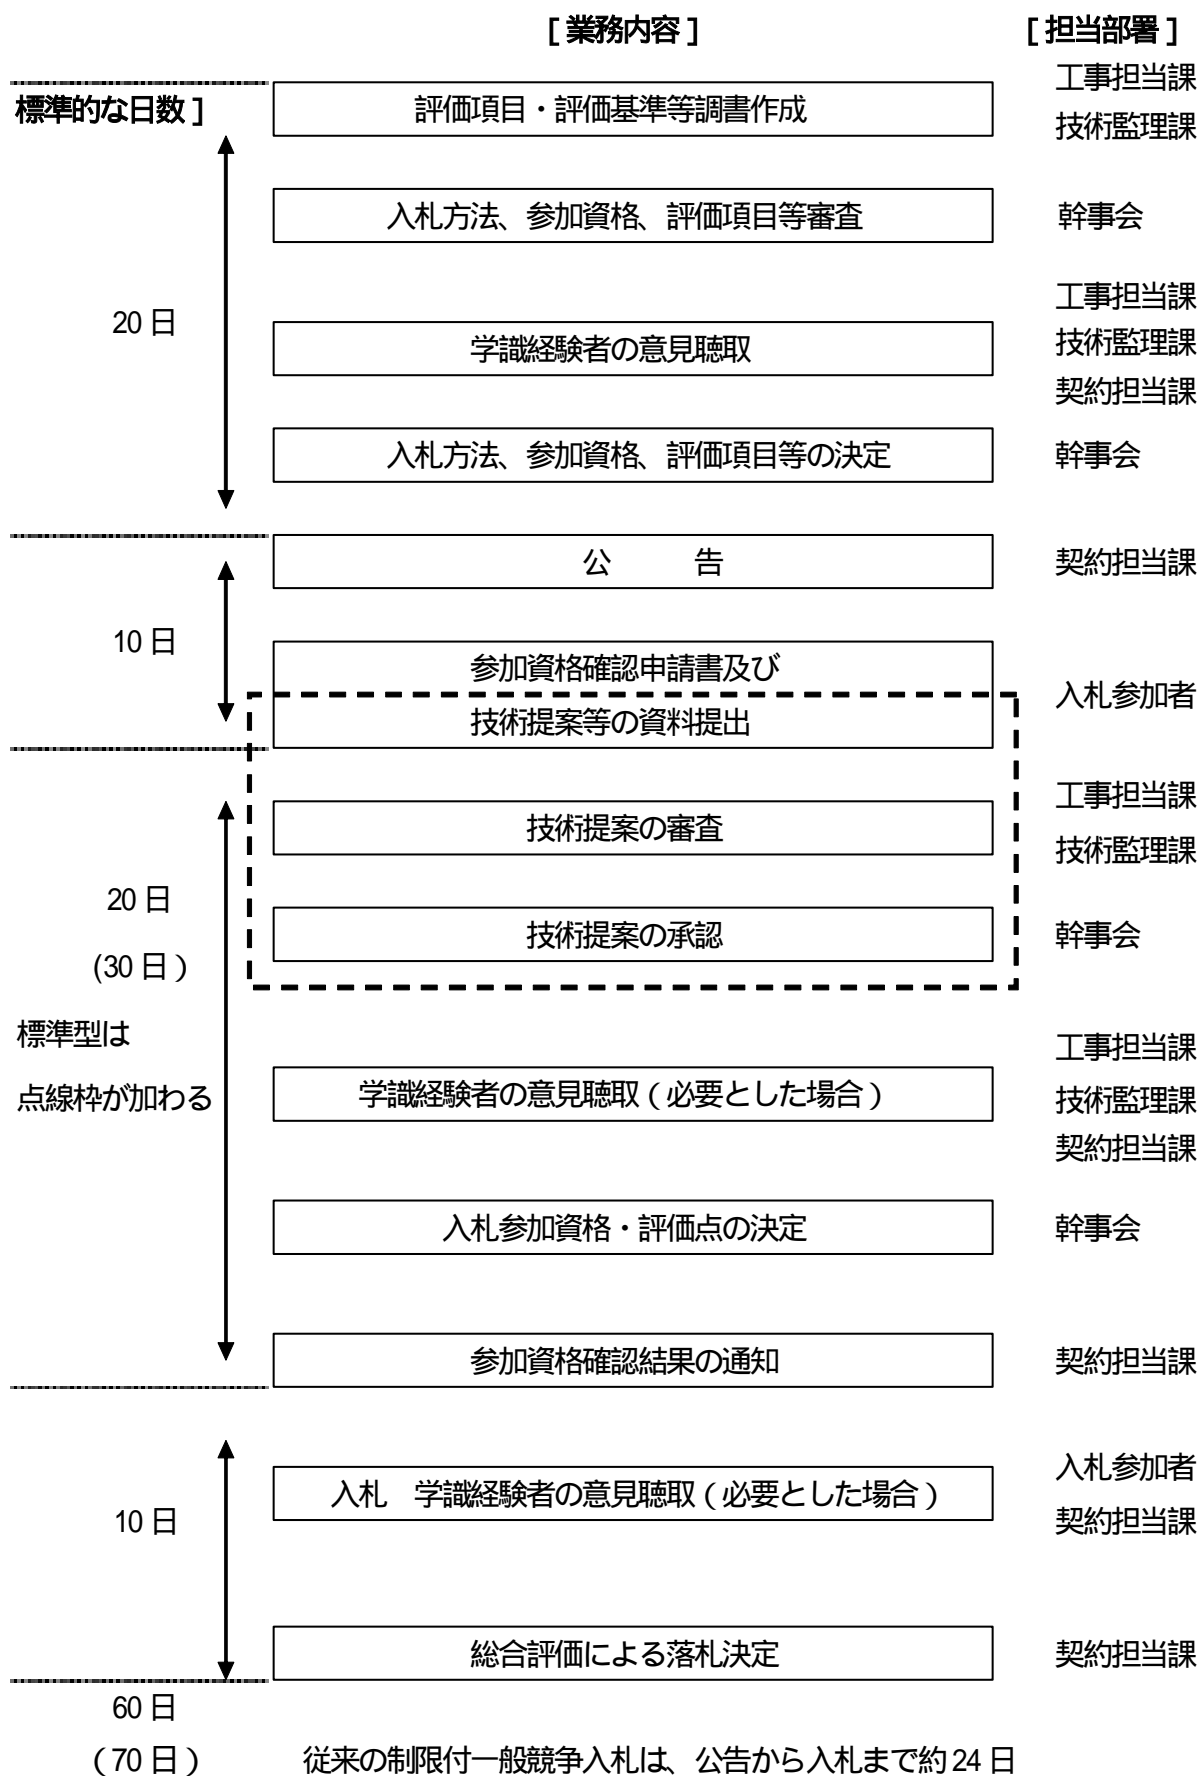 [ 業務内容 ] [ 担当部署 ]
工事担当課
標準的な日数 ] 評価項目・評価基準等調書作成
技術監理課
入札方法、参加資格、評価項目等審査 幹事会
工事担当課
20 日 学識経験者の意見聴取 技術監理課
契約担当課
入札方法、参加資格、評価項目等の決定 幹事会
公　　告 契約担当課
10 日 参加資格確認申請書及び
入札参加者
技術提案等の資料提出
工事担当課
技術提案の審査
技術監理課
20 日
技術提案の承認 幹事会
(30 日 )
標準型は
工事担当課
点線枠が加わる 学識経験者の意見聴取 ( 必要とした場合 ) 技術監理課
契約担当課
入札参加資格・評価点の決定 幹事会
参加資格確認結果の通知 契約担当課
入札参加者
入札　学識経験者の意見聴取 ( 必要とした場合 )
10 日 契約担当課
総合評価による落札決定 契約担当課
60 日
( 70 日 ) 従来の制限付一般競争入札は、公告から入札まで約 24 日